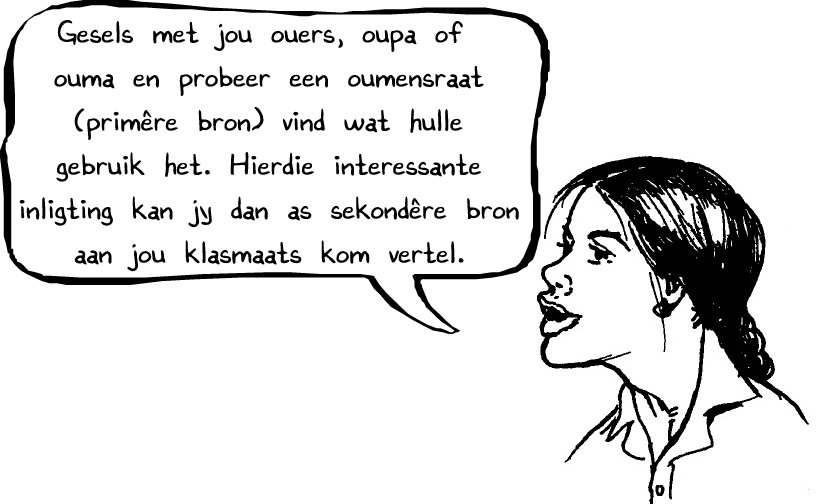 Gesels met jou ouers, oupa of
ouma en probeer een oumensraat
(primêre bron) vind wat hulle
gebruik het. Hierdie interessante
inligting kan jy dan as sekondêre bron
aan jou klasmaats kom vertel.